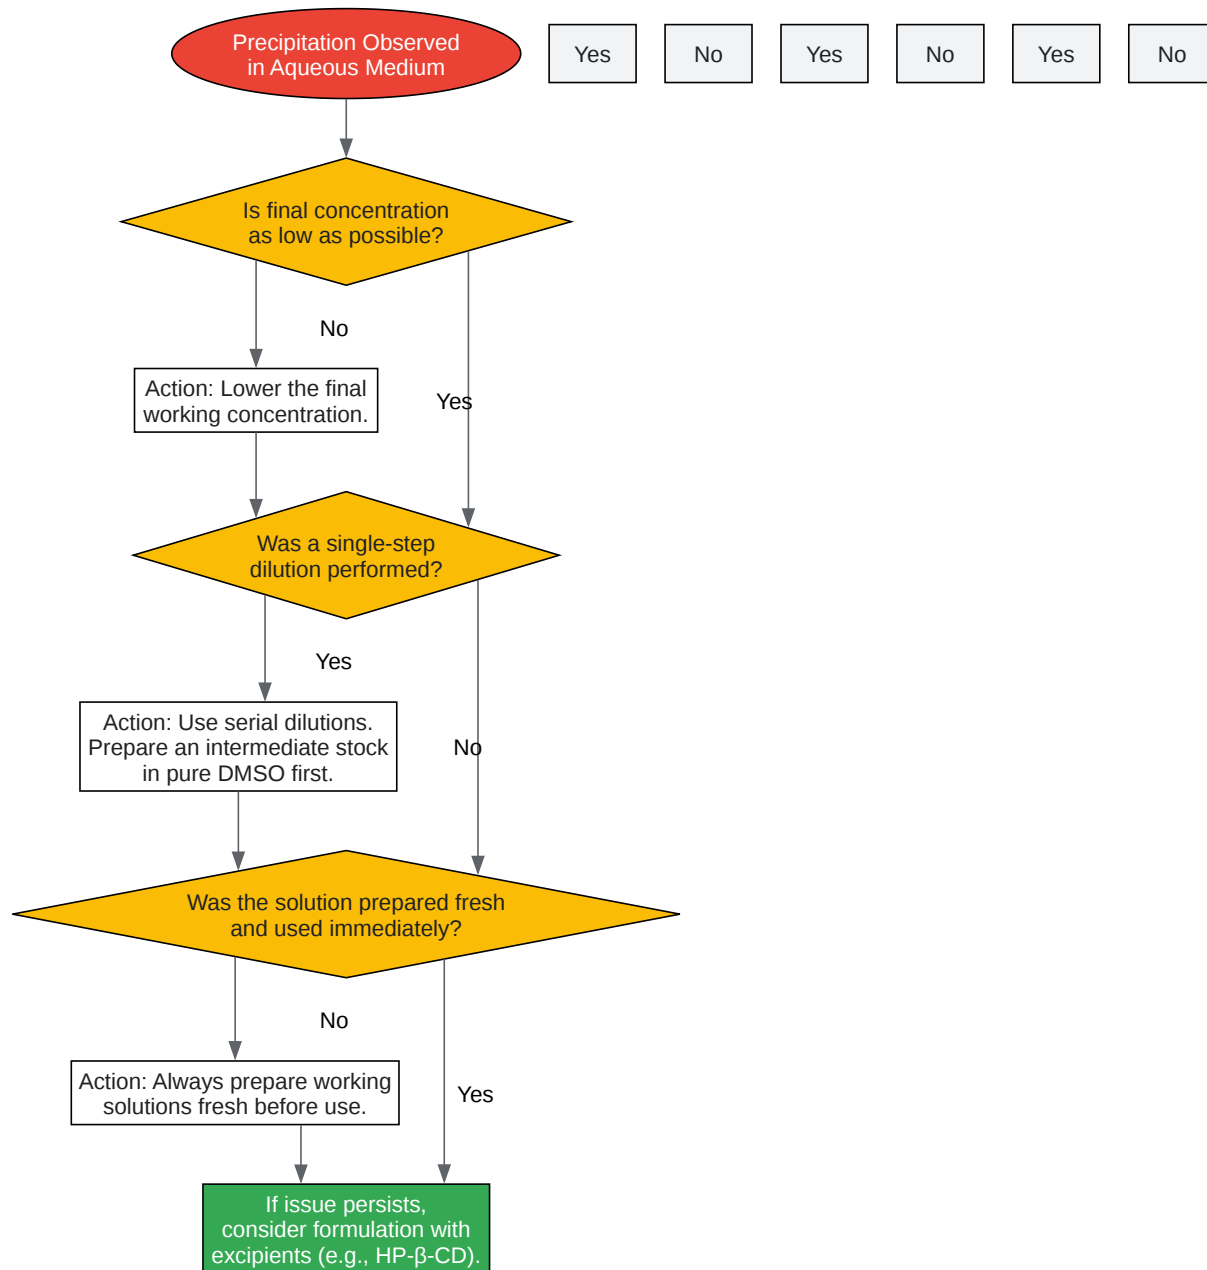 Precipitation Observed
in Aqueous Medium
Yes
No
Yes
No
Yes
No
Is final concentration
as low as possible?
No
Action: Lower the final
working concentration.
Yes
Was a single-step
dilution performed?
Yes
Action: Use serial dilutions.
Prepare an intermediate stock
in pure DMSO first.
No
Was the solution prepared fresh
and used immediately?
No
Action: Always prepare working
solutions fresh before use.
Yes
If issue persists,
consider formulation with
excipients (e.g., HP-β-CD).